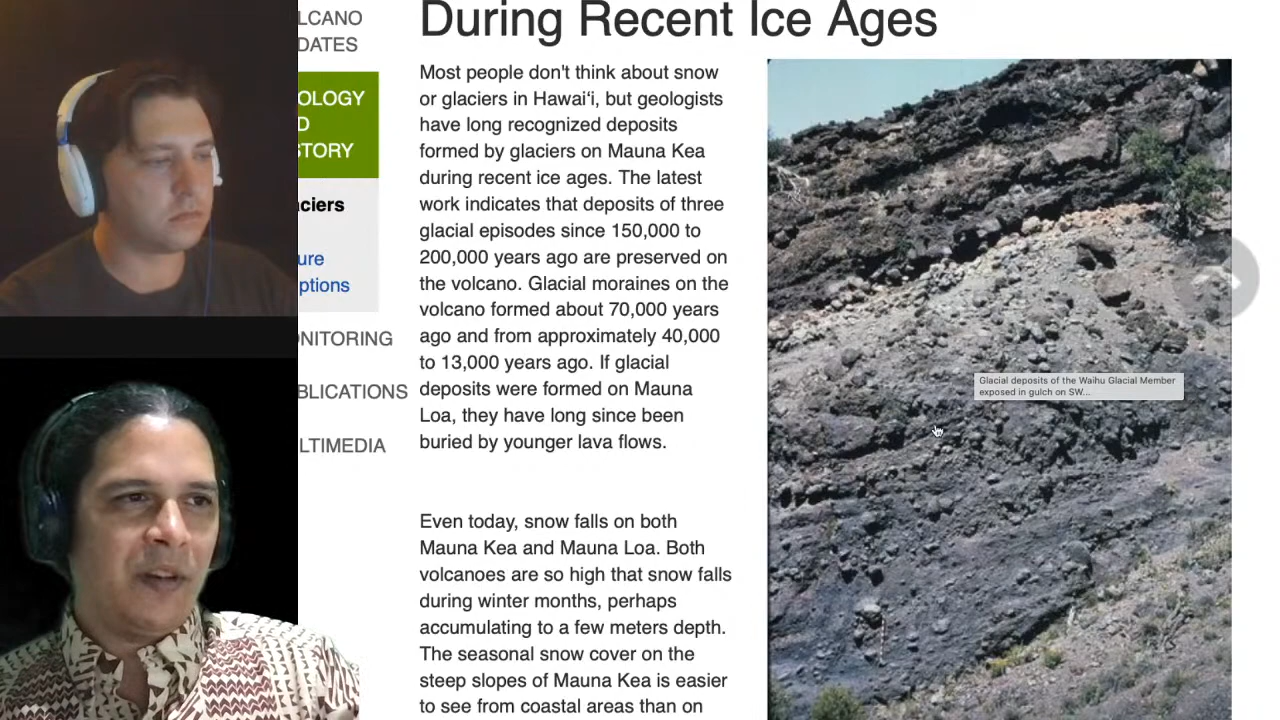 During Recent Ice Ages
LCANO
DATES
OLOGY
D
STORY
ciers
ure
ptions
NITORING
BLICATIONS
LTIMEDIA
Most people don't think about snow
or glaciers in Hawai‘i, but geologists
have long recognized deposits
formed by glaciers on Mauna Kea
during recent ice ages. The latest
work indicates that deposits of three
glacial episodes since 150,000 to
200,000 years ago are preserved on
the volcano. Glacial moraines on the
volcano formed about 70,000 years
ago and from approximately 40,000
to 13,000 years ago. If glacial
deposits were formed on Mauna
Loa, they have long since been
buried by younger lava flows.
Even today, snow falls on both
Mauna Kea and Mauna Loa. Both
volcanoes are so high that snow falls
during winter months, perhaps
accumulating to a few meters depth.
The seasonal snow cover on the
steep slopes of Mauna Kea is easier
to see from coastal areas than on
Glacial deposits of the Waihu Glacial Member
exposed in gulch on SW...